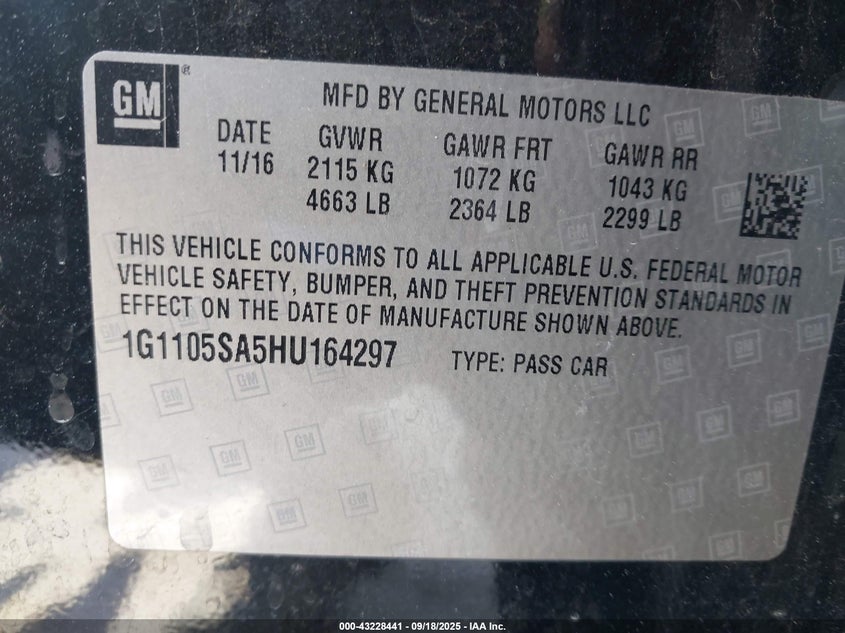 GM ®
MFD BY GENERAL MOTORS LLC
DATE GVWR GAWR FRT GAWR RR
11/16 2115 KG 1072 KG 1043 KG
4663 LB 2364 LB 2299 LB
THIS VEHICLE CONFORMS TO ALL APPLICABLE U.S. FEDERAL MOTOR
VEHICLE SAFETY, BUMPER, AND THEFT PREVENTION STANDARDS IN
EFFECT ON THE DATE OF MANUFACTURE SHOWN ABOVE.
1G1105SA5HU164297 TYPE: PASS CAR
000-43228441 - 09/18/2025 - IAA Inc.